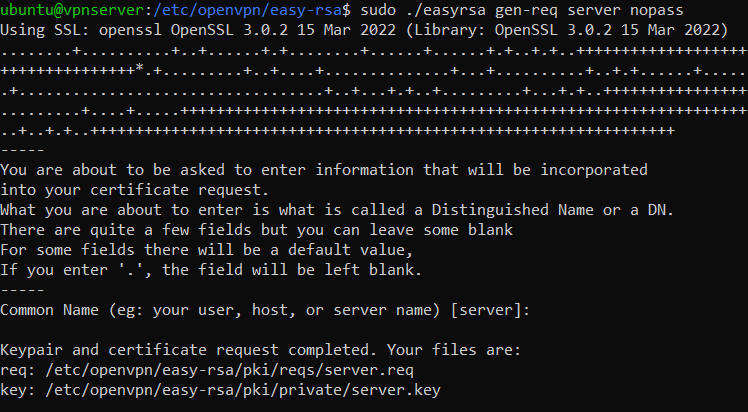 ubuntu@vpnserver:/etc/openvpn/easy-rsa$ sudo ./easyrsa gen-req server nopass
Using SSL: openssl OpenSSL 3.0.2 15 Mar 2022 (Library: OpenSSL 3.0.2 15 Mar 2022)
........+..........+..+......+.+........+......+......+.+..+.+..+++++++++++++++++++
+++++++++++++++*.+.........+..+....+..............+...+..........+..+.+......+.....
.+..................................+..+...+.+..+.........+...+.+..++++++++++++++++
.........+....+.....+++++++++++++++++++++++++++++++++++++++++++++++++++++++++++++++
..+..+.+..+++++++++++++++++++++++++++++++++++++++++++++++++++++++++++++++++
-----
You are about to be asked to enter information that will be incorporated
into your certificate request.
What you are about to enter is what is called a Distinguished Name or a DN.
There are quite a few fields but you can leave some blank
For some fields there will be a default value,
If you enter '.', the field will be left blank.
-----
Common Name (eg: your user, host, or server name) [server]:
Keypair and certificate request completed. Your files are:
req: /etc/openvpn/easy-rsa/pki/reqs/server.req
key: /etc/openvpn/easy-rsa/pki/private/server.key